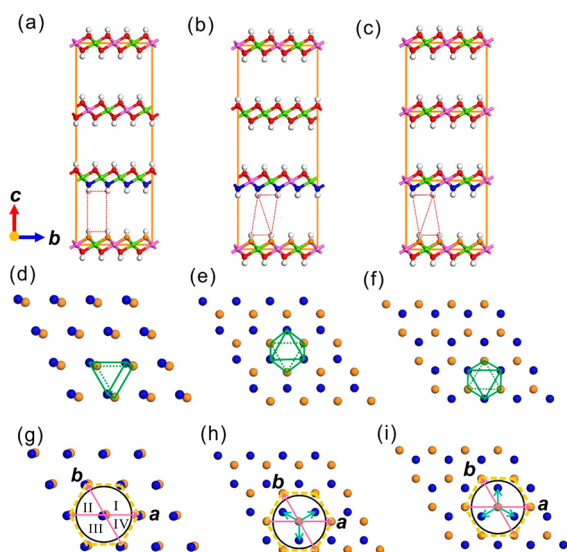 (a) (b) (c)
c
b
(d) (e) (f)
(g) (h) (i)
b b b
II I
a a a
III IV